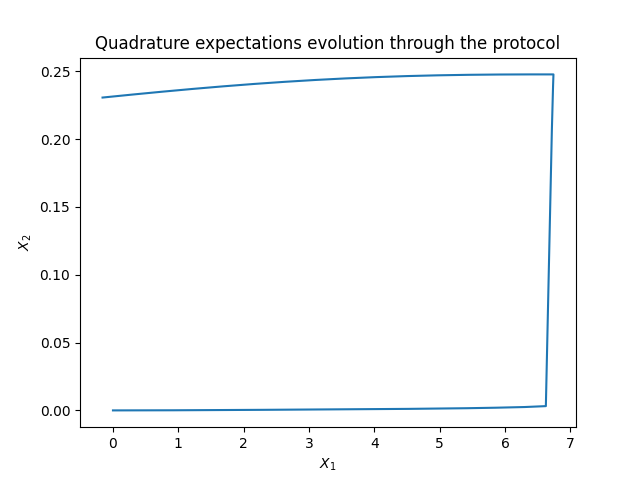 Quadrature expectations evolution through the protocol
0.25
0.20
0.15
0.10
0.05
0.00
X₂
0 1 2 3 4 5 6 7
X₁